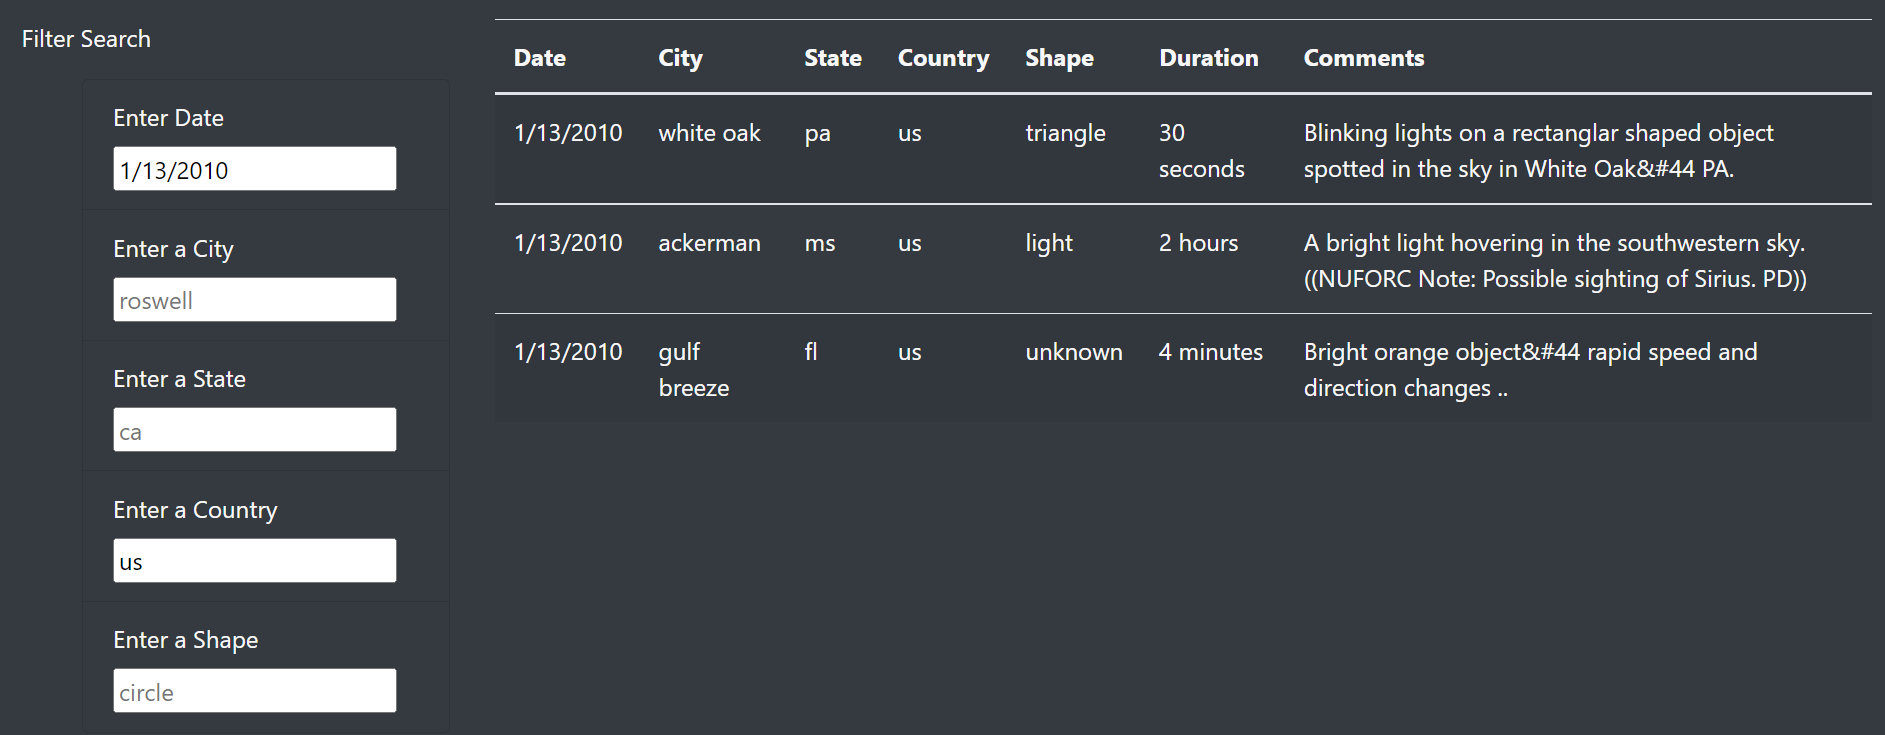 Filter Search
Enter Date
1/13/2010
Enter a City
roswell
Enter a State
ca
Enter a Country
us
Enter a Shape
circle
Date City State Country Shape Duration Comments
1/13/2010 white oak pa us triangle 30 Blinking lights on a rectanglar shaped object
seconds spotted in the sky in White Oak&#44 PA.
1/13/2010 ackerman ms us light 2 hours A bright light hovering in the southwestern sky.
((NUFORC Note: Possible sighting of Sirius. PD))
1/13/2010 gulf fl us unknown 4 minutes Bright orange object&#44 rapid speed and
breeze direction changes ..